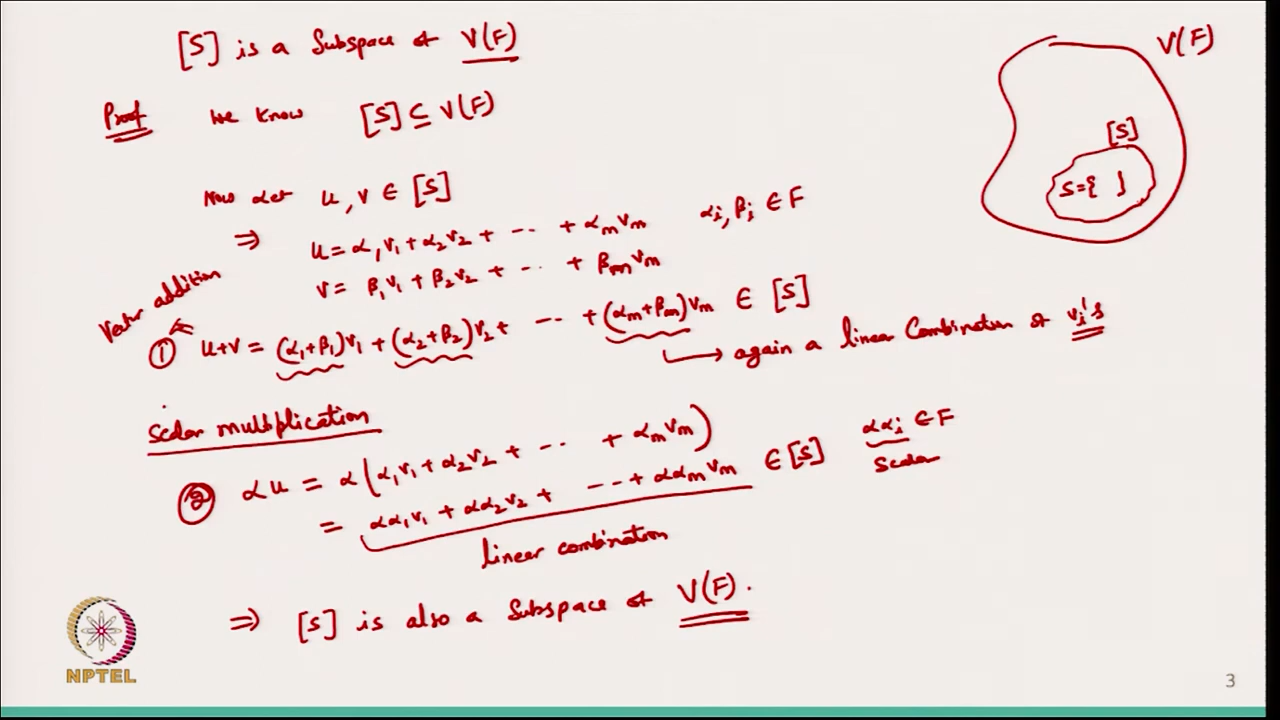 [S] is a Subspace of V(F)
V(F)
Proof We know [S] ⊆ V(F)
[S]
S={ }
Now let u, v ∈ [S]
⇒ u = α₁v₁ + α₂v₂ + -- .. + αₘvₘ αᵢ, βᵢ ∈ F
v = β₁v₁ + β₂v₂ + - .. + βₘvₘ
Vector addition
① u+v = (α₁+β₁)v₁ + (α₂+β₂)v₂ + -- .. + (αₘ+βₘ)vₘ ∈ [S]
→ again a linear combination of vᵢ's
Scalar multiplication
② αu = α(α₁v₁ + α₂v₂ + -- .. + αₘvₘ)
= αα₁v₁ + αα₂v₂ + -- .. + ααₘvₘ ∈ [S] ααᵢ ∈ F
Scalar
linear combination
⇒ [S] is also a Subspace of V(F).
NPTEL
3